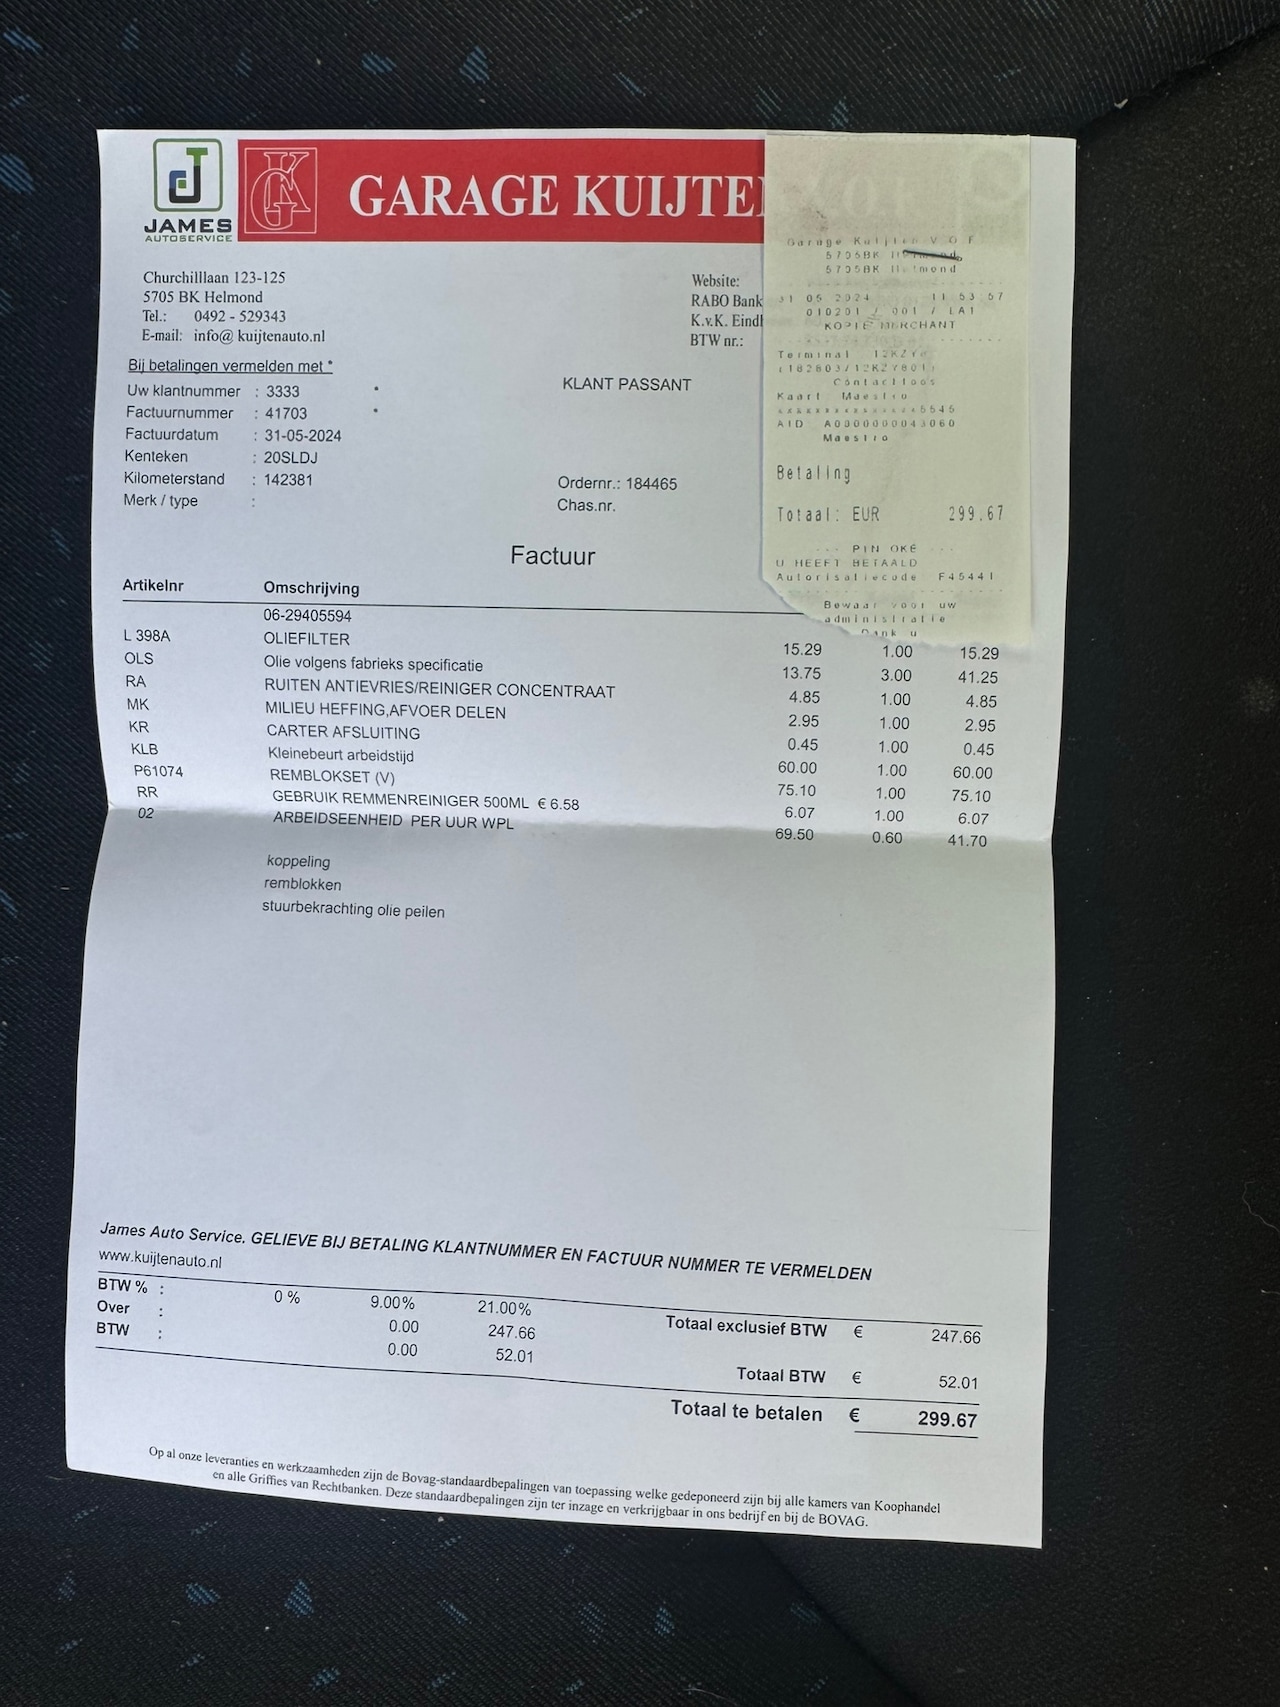 JAMES
AUTOSERVICE
GARAGE KUIJTEN
Churchilllaan 123-125
5705 BK Helmond
Tel.: 0492 - 529343
E-mail: info@ kuijtenauto.nl
Website:
RABO Bank
K.v.K. Eindh
BTW nr.:
Garage Kuijten V.O.F
5705BK Helmond
5705BK Helmond
31 05 2024 11 53 57
010201 / 001 / LA1
KOPIE MERCHANT
Terminal
Contactloos
Kaart Maestro
AID A0000000043060
Maestro
Betaling
Totaal: EUR 299.67
--- PIN OKÉ ---
U HEEFT BETAALD
Autorisatiecode F45441
Bewaar voor uw
administratie
Dank u
Bij betalingen vermelden met *
Uw klantnummer : 3333 *
Factuurnummer : 41703 *
Factuurdatum : 31-05-2024
Kenteken : 20SLDJ
Kilometerstand : 142381
Merk / type :
KLANT PASSANT
Ordernr.: 184465
Chas.nr.
Factuur
Artikelnr Omschrijving
06-29405594
L 398A OLIEFILTER 15.29 1.00 15.29
OLS Olie volgens fabrieks specificatie 13.75 3.00 41.25
RA RUITEN ANTIEVRIES/REINIGER CONCENTRAAT 4.85 1.00 4.85
MK MILIEU HEFFING,AFVOER DELEN 2.95 1.00 2.95
KR CARTER AFSLUITING 0.45 1.00 0.45
KLB Kleinebeurt arbeidstijd 60.00 1.00 60.00
P61074 REMBLOKSET (V) 75.10 1.00 75.10
RR GEBRUIK REMMENREINIGER 500ML € 6.58 6.07 1.00 6.07
02 ARBEIDSEENHEID PER UUR WPL 69.50 0.60 41.70
koppeling
remblokken
stuurbekrachting olie peilen
James Auto Service. GELIEVE BIJ BETALING KLANTNUMMER EN FACTUUR NUMMER TE VERMELDEN
www.kuijtenauto.nl
BTW % : 0 % 9.00% 21.00% Totaal exclusief BTW € 247.66
Over : 0.00 247.66
BTW : 0.00 52.01 Totaal BTW € 52.01
Totaal te betalen € 299.67
Op al onze leveranties en werkzaamheden zijn de Bovag-standaardbepalingen van toepassing welke gedeponeerd zijn bij alle kamers van Koophandel
en alle Griffies van Rechtbanken. Deze standaardbepalingen zijn ter inzage en verkrijgbaar in ons bedrijf en bij de BOVAG.